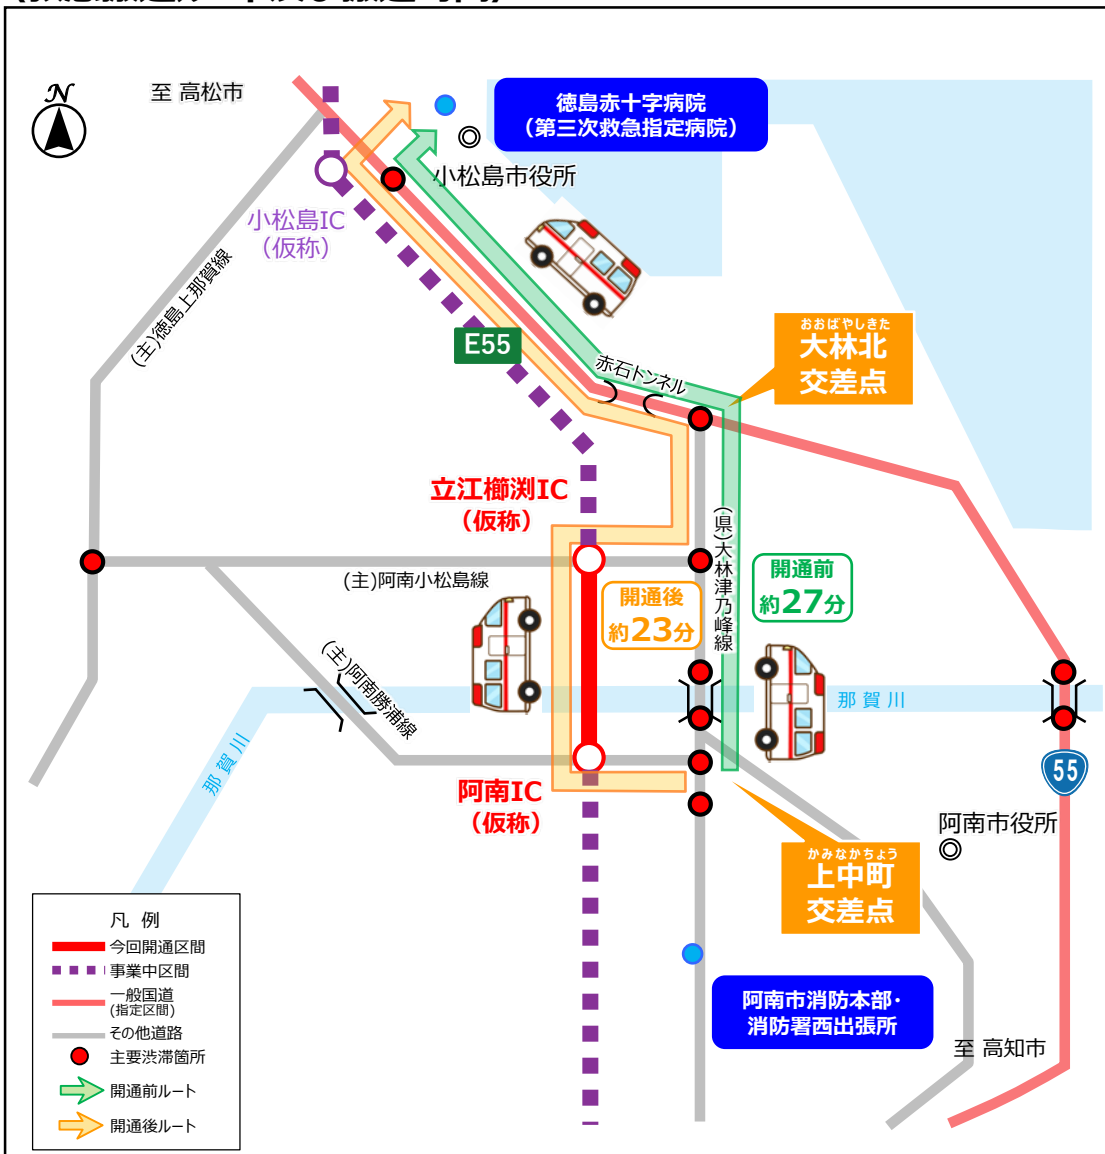 N
至 高松市
徳島赤十字病院
（第三次救急指定病院）
小松島市役所
小松島IC
（仮称）
(主)徳島上那賀線
E55
赤石トンネル
おおばやしきた
大林北
交差点
立江櫛渕IC
（仮称）
(県)大林津乃峰線
(主)阿南小松島線
開通後
約23分
開通前
約27分
(主)阿南勝浦線
那賀川
那賀川
55
阿南IC
（仮称）
阿南市役所
かみなかちょう
上中町
交差点
阿南市消防本部・
消防署西出張所
至 高知市
凡 例
今回開通区間
事業中区間
一般国道
(指定区間)
その他道路
主要渋滞箇所
開通前ルート
開通後ルート